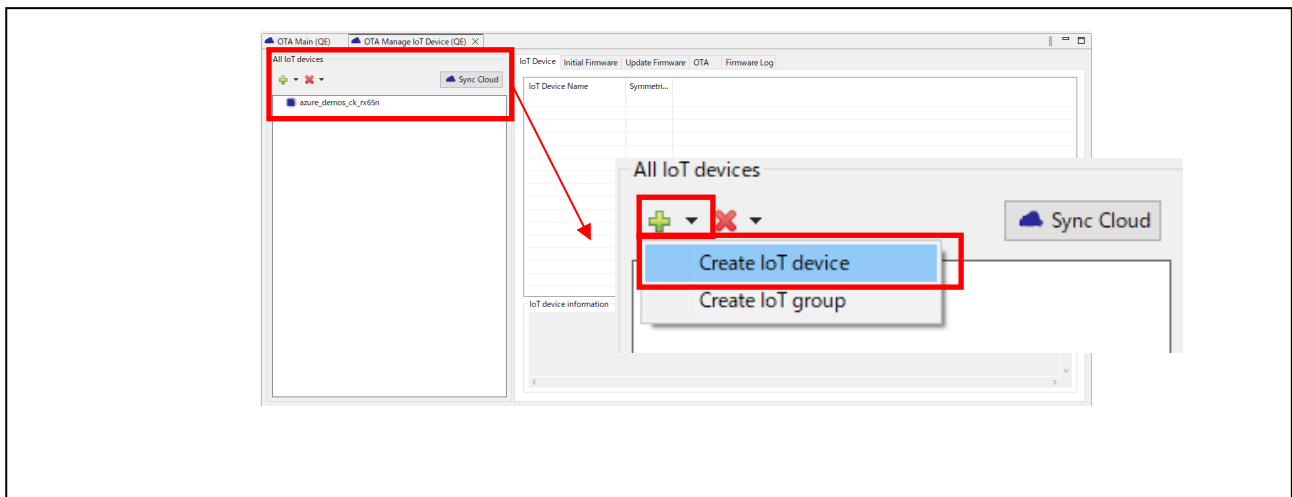 OTA Main (QE) OTA Manage IoT Device (QE)
All IoT devices
Sync Cloud
azure_demos_ck_rx65n
IoT Device Initial Firmware Update Firmware OTA Firmware Log
IoT Device Name Symmetri...
IoT device information
All IoT devices
Sync Cloud
Create IoT device
Create IoT group